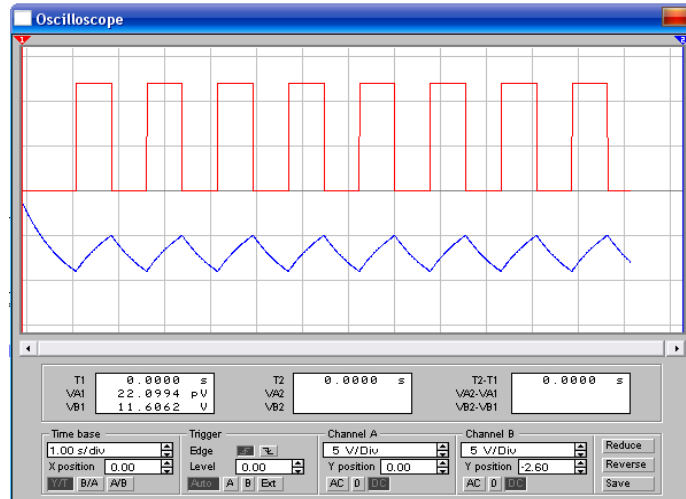 Oscilloscope
1 2
T1 0.0000 s T2 0.0000 s T2-T1 0.0000 s
VA1 22.0994 pV VA2 VA2-VA1
VB1 11.6062 V VB2 VB2-VB1
Time base Trigger Channel A Channel B
1.00 s/div Edge 5 V/Div 5 V/Div Reduce
X position 0.00 Level 0.00 Y position 0.00 Y position -2.60 Reverse
Y/T B/A A/B Auto A B Ext AC 0 DC AC 0 DC Save